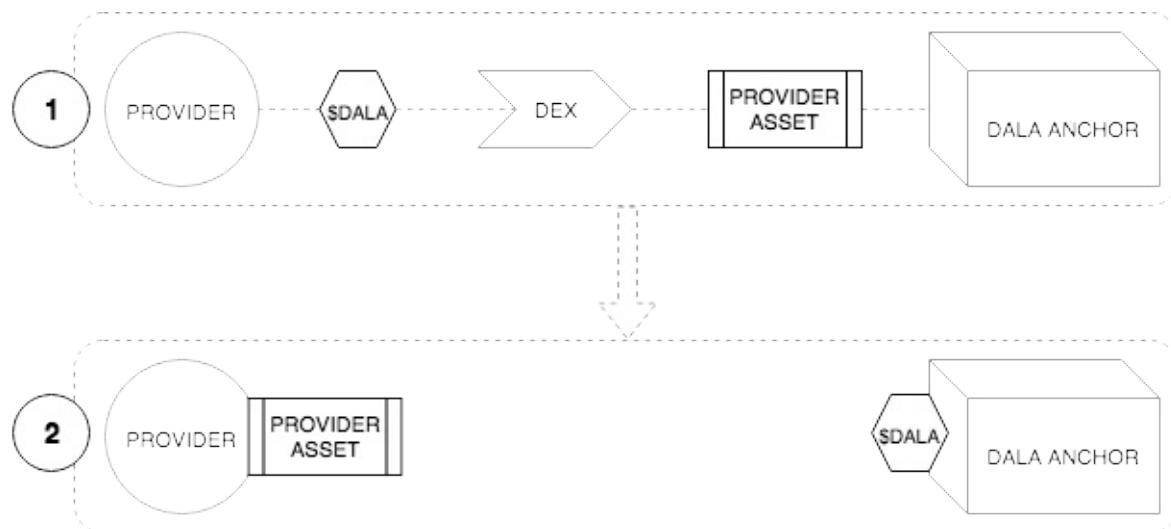 1
PROVIDER
$DALA
DEX
PROVIDER
ASSET
DALA ANCHOR
2
PROVIDER
PROVIDER
ASSET
$DALA
DALA ANCHOR